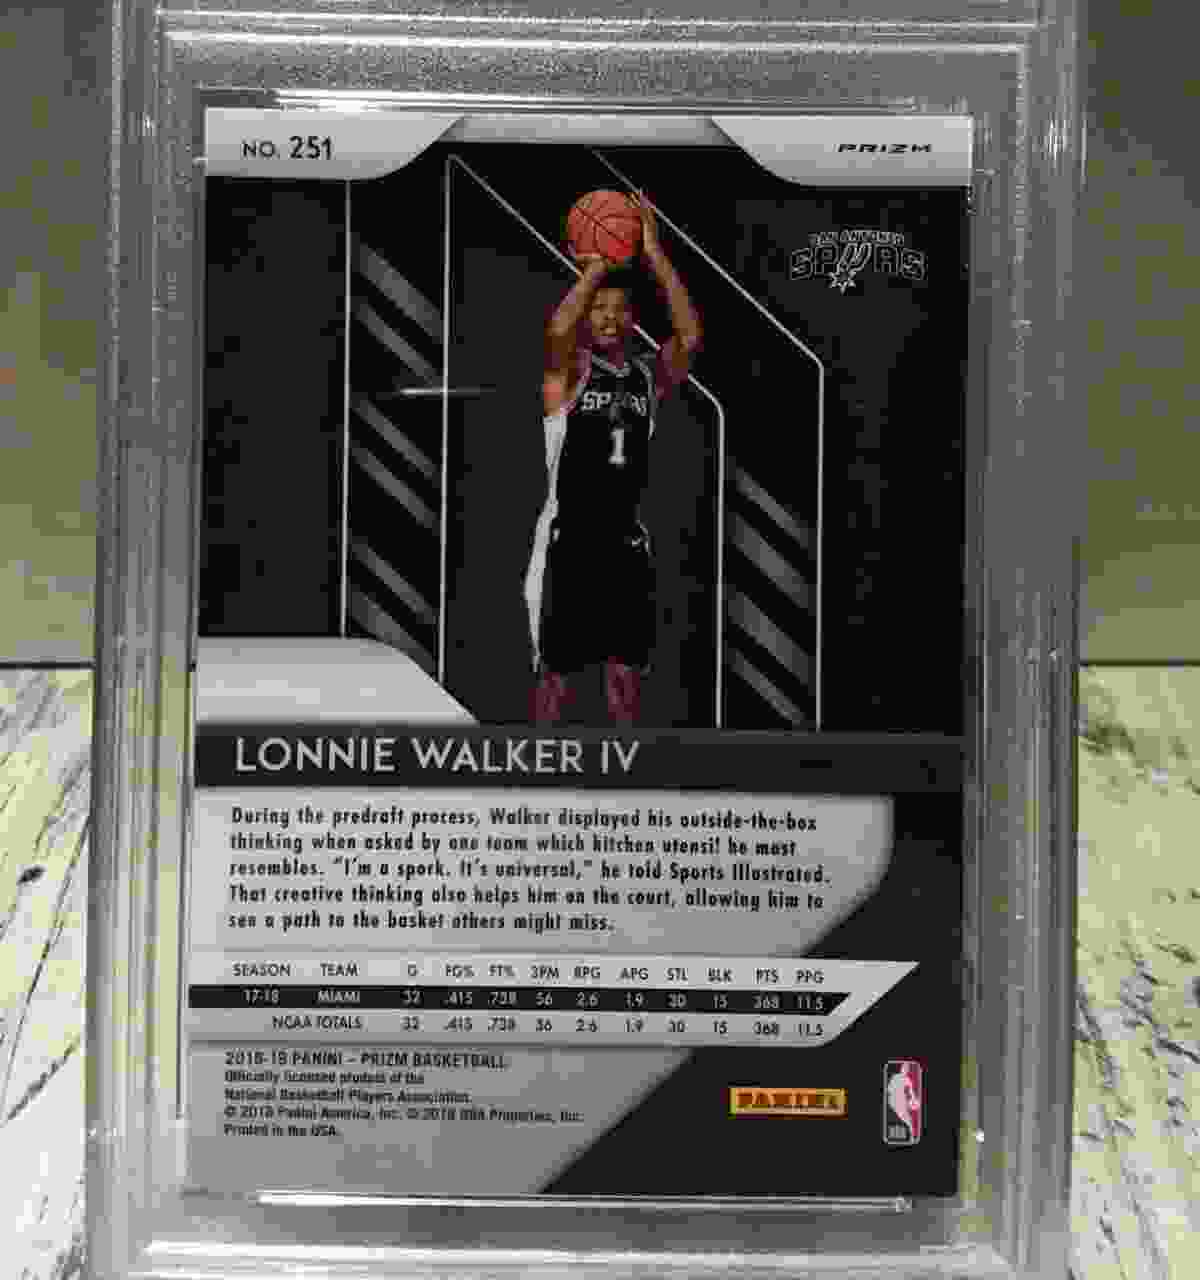 NO. 251
PRIZM
SAN ANTONIO
SPURS
SPURS
1
LONNIE WALKER IV
During the predraft process, Walker displayed his outside-the-box
thinking when asked by one team which kitchen utensil he most
resembles. "I'm a spork. It's universal," he told Sports Illustrated.
That creative thinking also helps him on the court, allowing him to
see a path to the basket others might miss.
SEASON TEAM G FG% FT% 3PM RPG APG STL BLK PTS PPG
17-18 MIAMI 32 .415 .738 56 2.6 1.9 30 15 368 11.5
NCAA TOTALS 32 .415 .738 56 2.6 1.9 30 15 368 11.5
2018-19 PANINI – PRIZM BASKETBALL
Officially licensed product of the
National Basketball Players Association.
© 2018 Panini America, Inc. © 2018 NBA Properties, Inc.
Printed in the USA.
PANINI
NBA